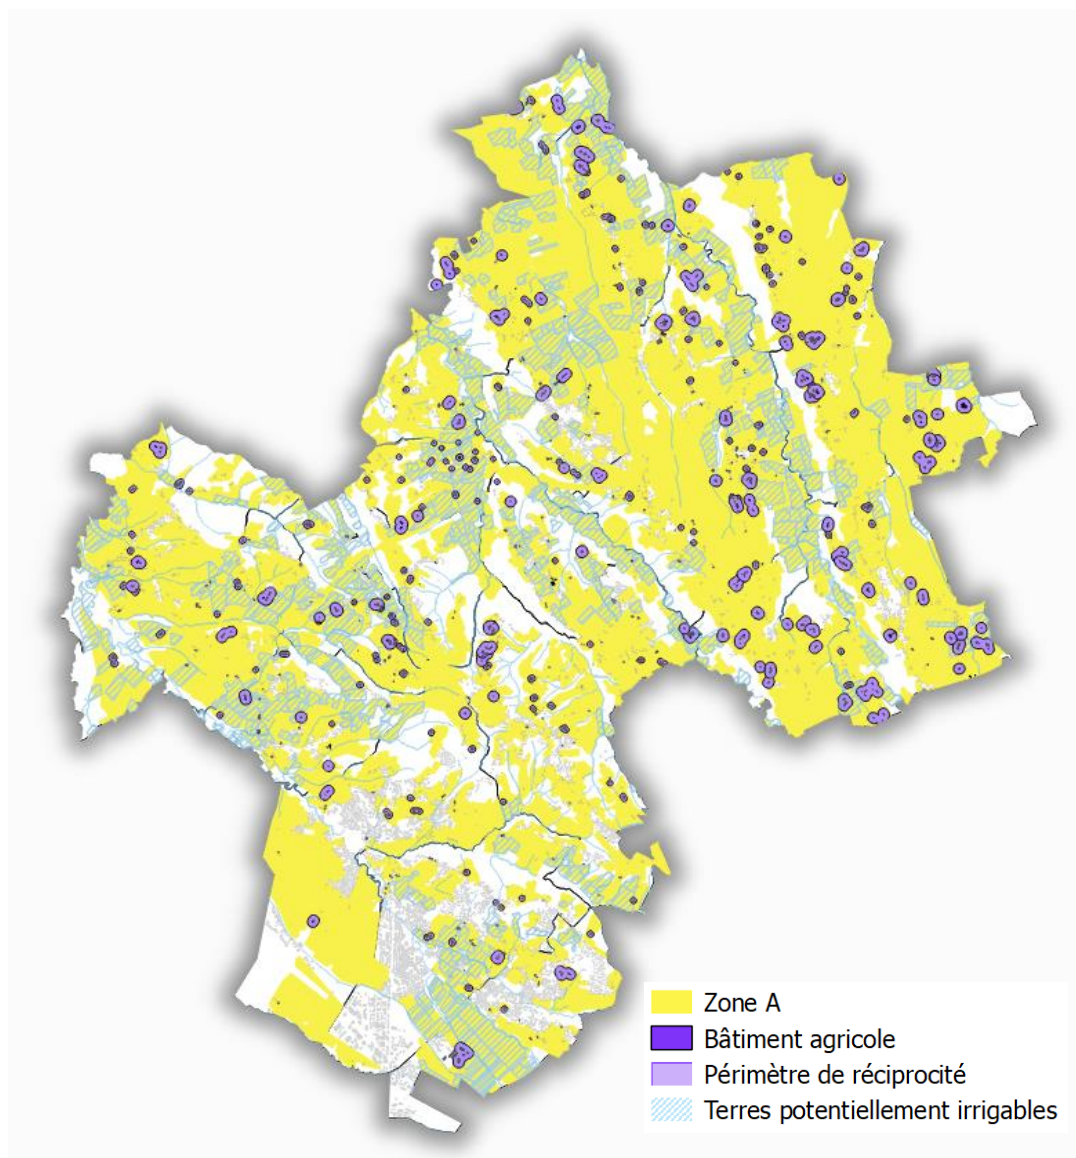 Zone A
Bâtiment agricole
Périmètre de réciprocité
Terres potentiellement irrigables